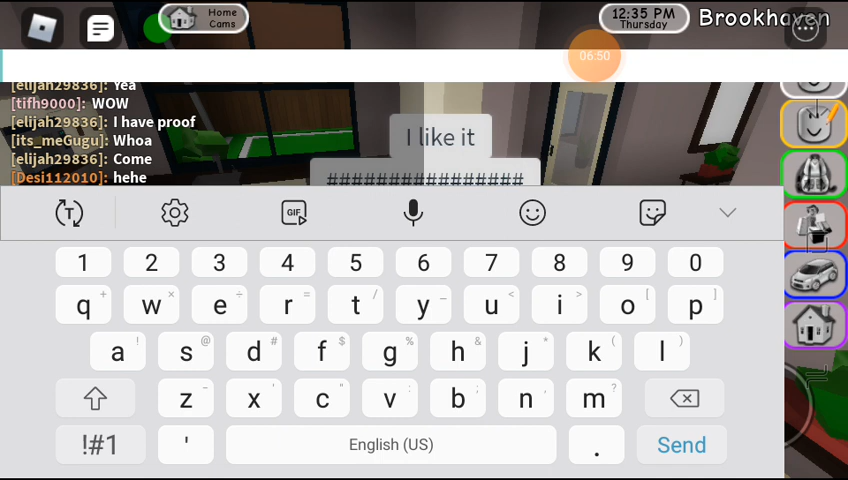 Home
Cams
12:35 PM
Thursday
Brookhaven
06:50
[elijah29836]: Yea
[tifh9000]: WOW
[elijah29836]: I have proof
[its_meGugu]: Whoa
[elijah29836]: Come
[Desi112010]: hehe
I like it
################
T GIF
1 2 3 4 5 6 7 8 9 0
q + w × e ÷ r = t / y _ u < i > o [ p ]
a ! s @ d # f $ g % h & j * k ( l )
z - x ' c " v : b ; n , m ?
!#1 ' English (US) . Send